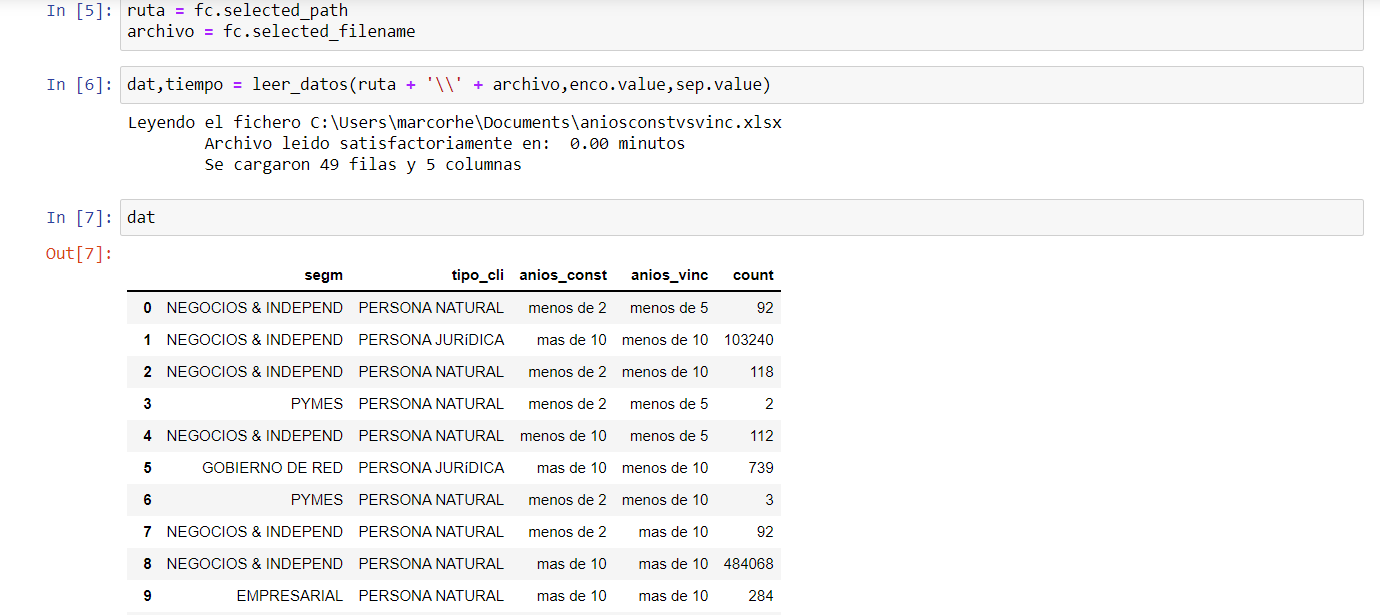 In [5]: ruta = fc.selected_path
archivo = fc.selected_filename
In [6]: dat,tiempo = leer_datos(ruta + '\\' + archivo,enco.value,sep.value)
Leyendo el fichero C:\Users\marcorhe\Documents\aniosconstvsvinc.xlsx
Archivo leido satisfactoriamente en:  0.00 minutos
Se cargaron 49 filas y 5 columnas
In [7]: dat
Out[7]:
segm tipo_cli anios_const anios_vinc count
0 NEGOCIOS & INDEPEND PERSONA NATURAL menos de 2 menos de 5 92
1 NEGOCIOS & INDEPEND PERSONA JURíDICA mas de 10 menos de 10 103240
2 NEGOCIOS & INDEPEND PERSONA NATURAL menos de 2 menos de 10 118
3 PYMES PERSONA NATURAL menos de 2 menos de 5 2
4 NEGOCIOS & INDEPEND PERSONA NATURAL menos de 10 menos de 5 112
5 GOBIERNO DE RED PERSONA JURíDICA mas de 10 menos de 10 739
6 PYMES PERSONA NATURAL menos de 2 menos de 10 3
7 NEGOCIOS & INDEPEND PERSONA NATURAL menos de 2 mas de 10 92
8 NEGOCIOS & INDEPEND PERSONA NATURAL mas de 10 mas de 10 484068
9 EMPRESARIAL PERSONA NATURAL mas de 10 mas de 10 284